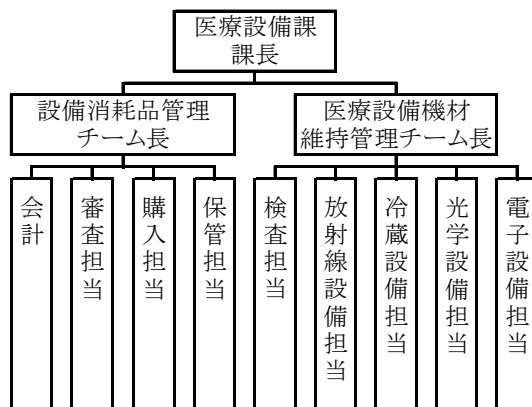 医療設備課
課長
設備消耗品管理
チーム長
医療設備機材
維持管理チーム長
会計
審査担当
購入担当
保管担当
検査担当
放射線設備担当
冷蔵設備担当
光学設備担当
電子設備担当